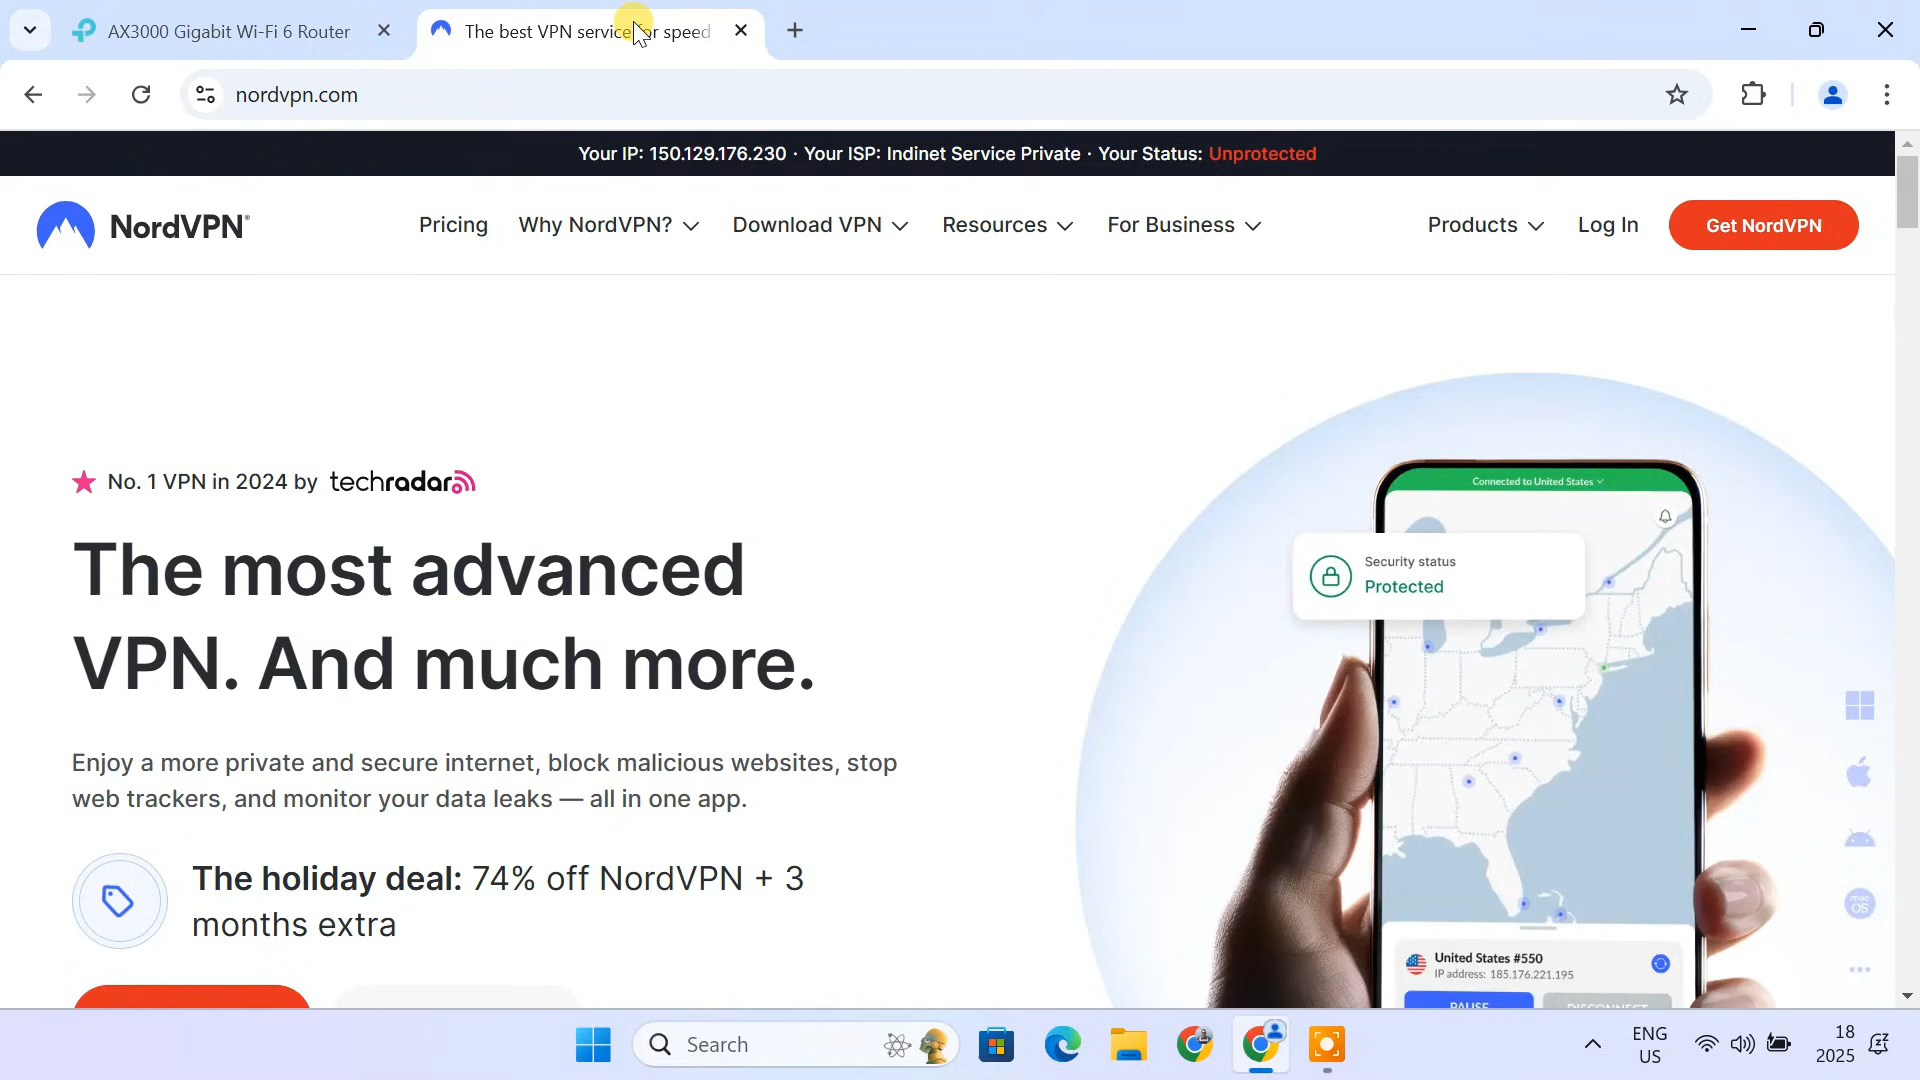 AX3000 Gigabit Wi-Fi 6 Router
The best VPN service for speed
nordvpn.com
Your IP: 150.129.176.230 · Your ISP: Indinet Service Private · Your Status: Unprotected
NordVPN®
Pricing
Why NordVPN?
Download VPN
Resources
For Business
Products
Log In
Get NordVPN
No. 1 VPN in 2024 by techradar
The most advanced
VPN. And much more.
Enjoy a more private and secure internet, block malicious websites, stop
web trackers, and monitor your data leaks — all in one app.
The holiday deal: 74% off NordVPN + 3
months extra
Connected to United States
Security status
Protected
United States #550
IP address: 185.176.221.195
PAUSE
DISCONNECT
mac
OS
Search
ENG
US
18
2025